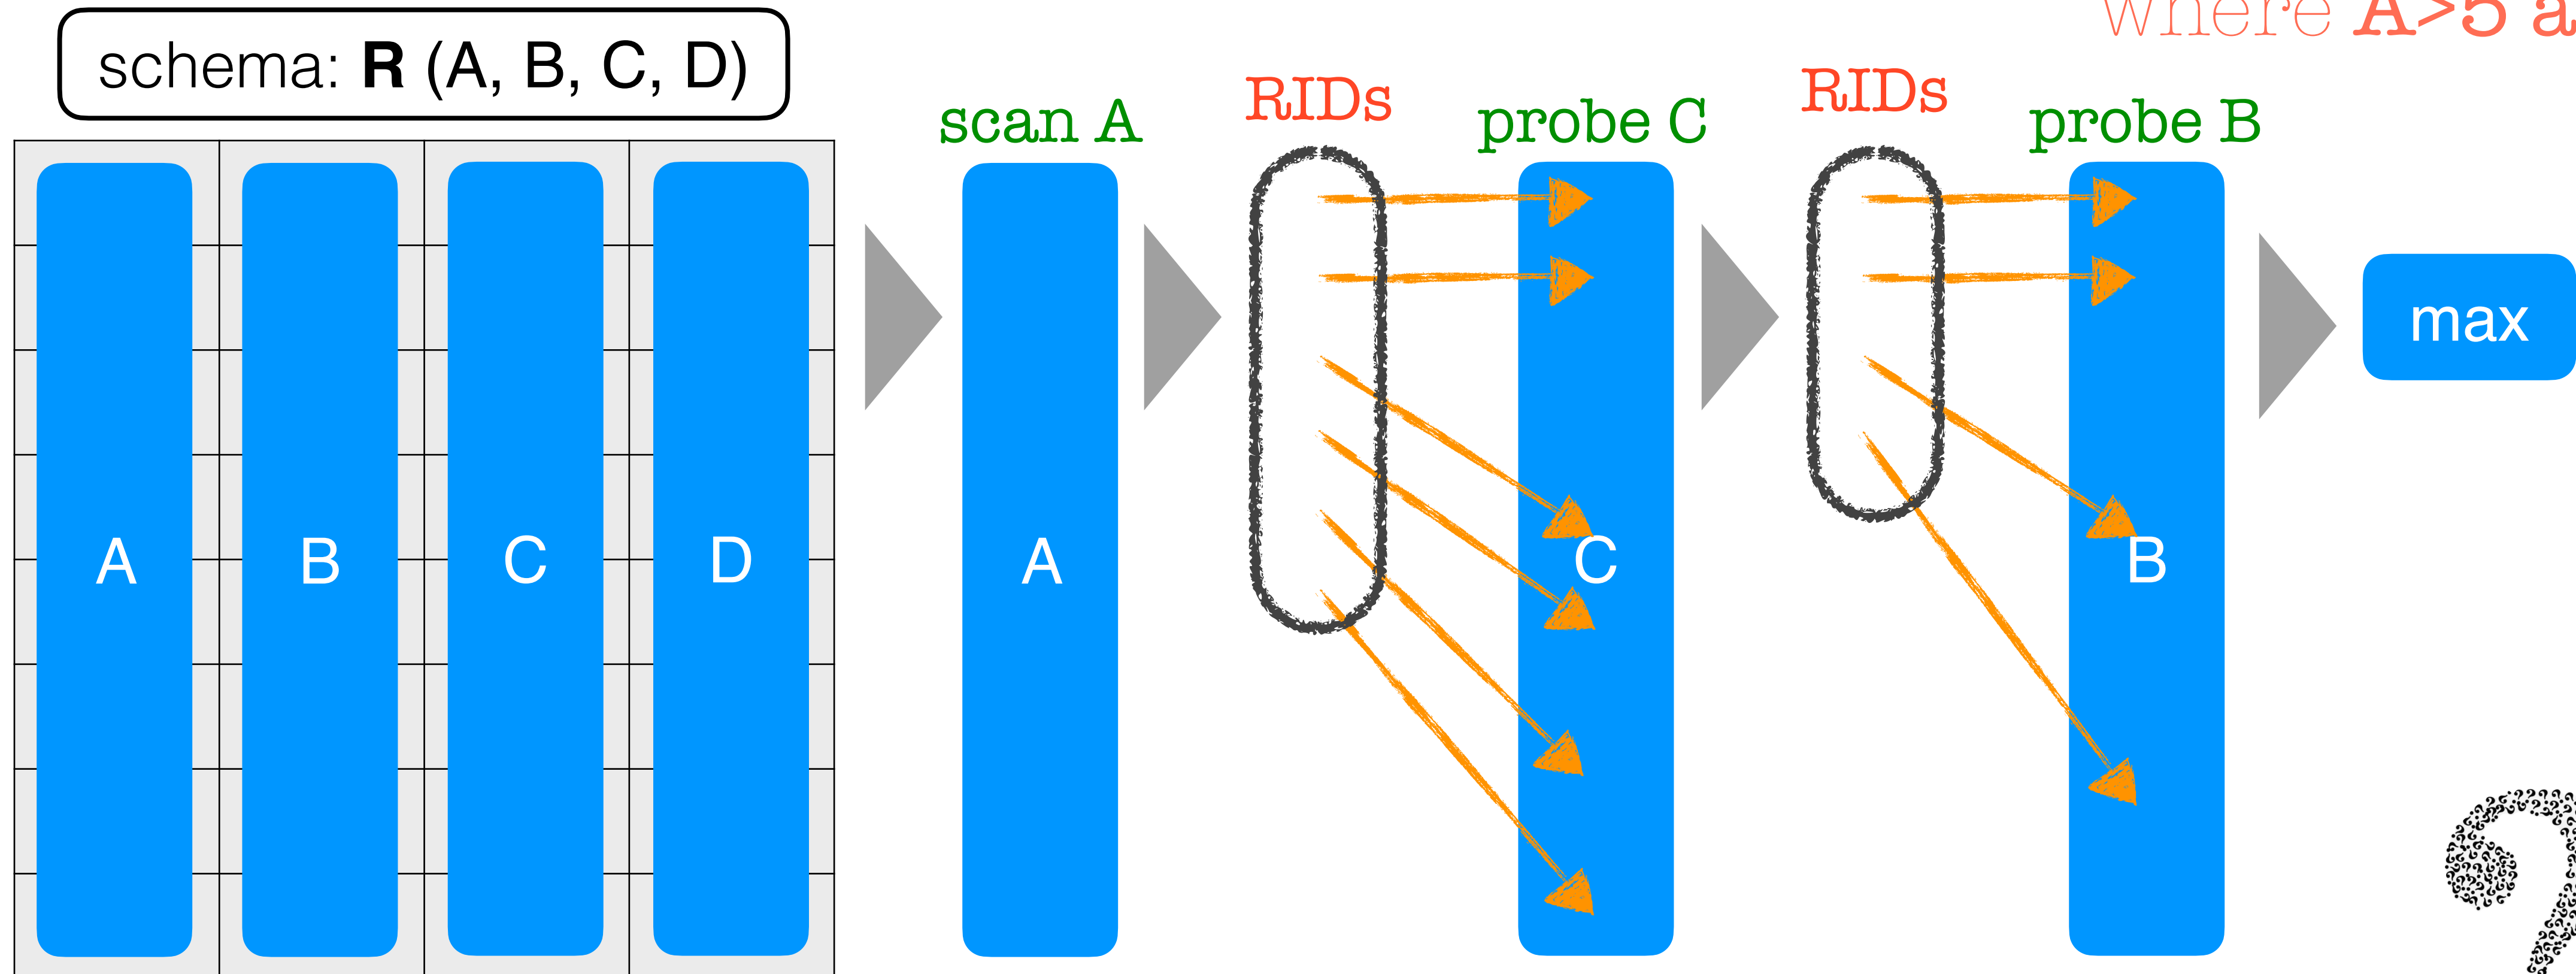 where A>5 a
schema: R (A, B, C, D)
scan A
RIDs
probe C
RIDs
probe B
A
B
C
D
A
C
B
max